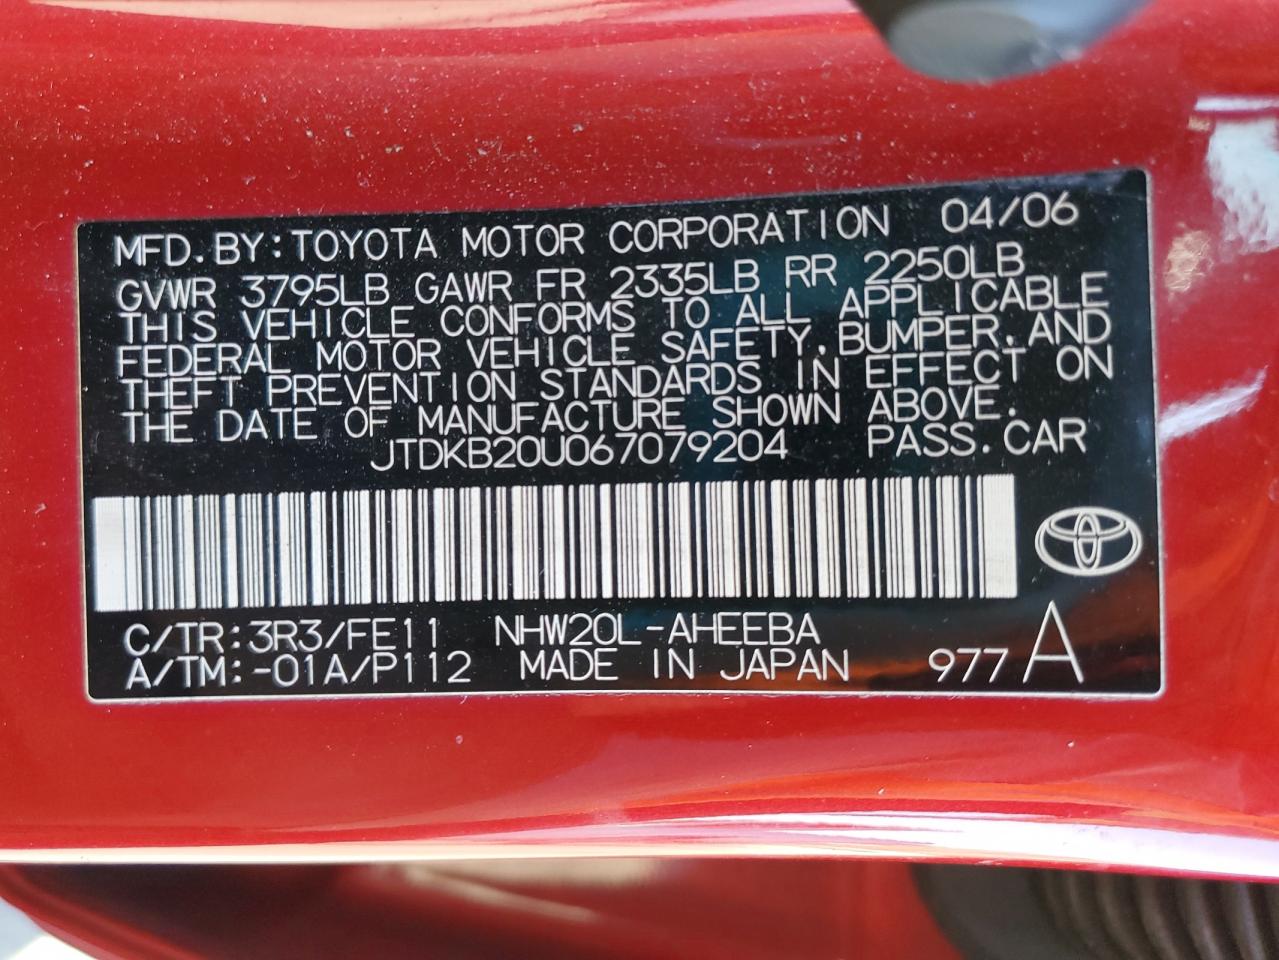 MFD.BY:TOYOTA MOTOR CORPORATION 04/06
GVWR 3795LB GAWR FR 2335LB RR 2250LB
THIS VEHICLE CONFORMS TO ALL APPLICABLE
FEDERAL MOTOR VEHICLE SAFETY,BUMPER,AND
THEFT PREVENTION STANDARDS IN EFFECT ON
THE DATE OF MANUFACTURE SHOWN ABOVE.
JTDKB20U067079204 PASS.CAR
C/TR:3R3/FE11 NHW20L-AHEEBA
A/TM:-01A/P112 MADE IN JAPAN 977 A